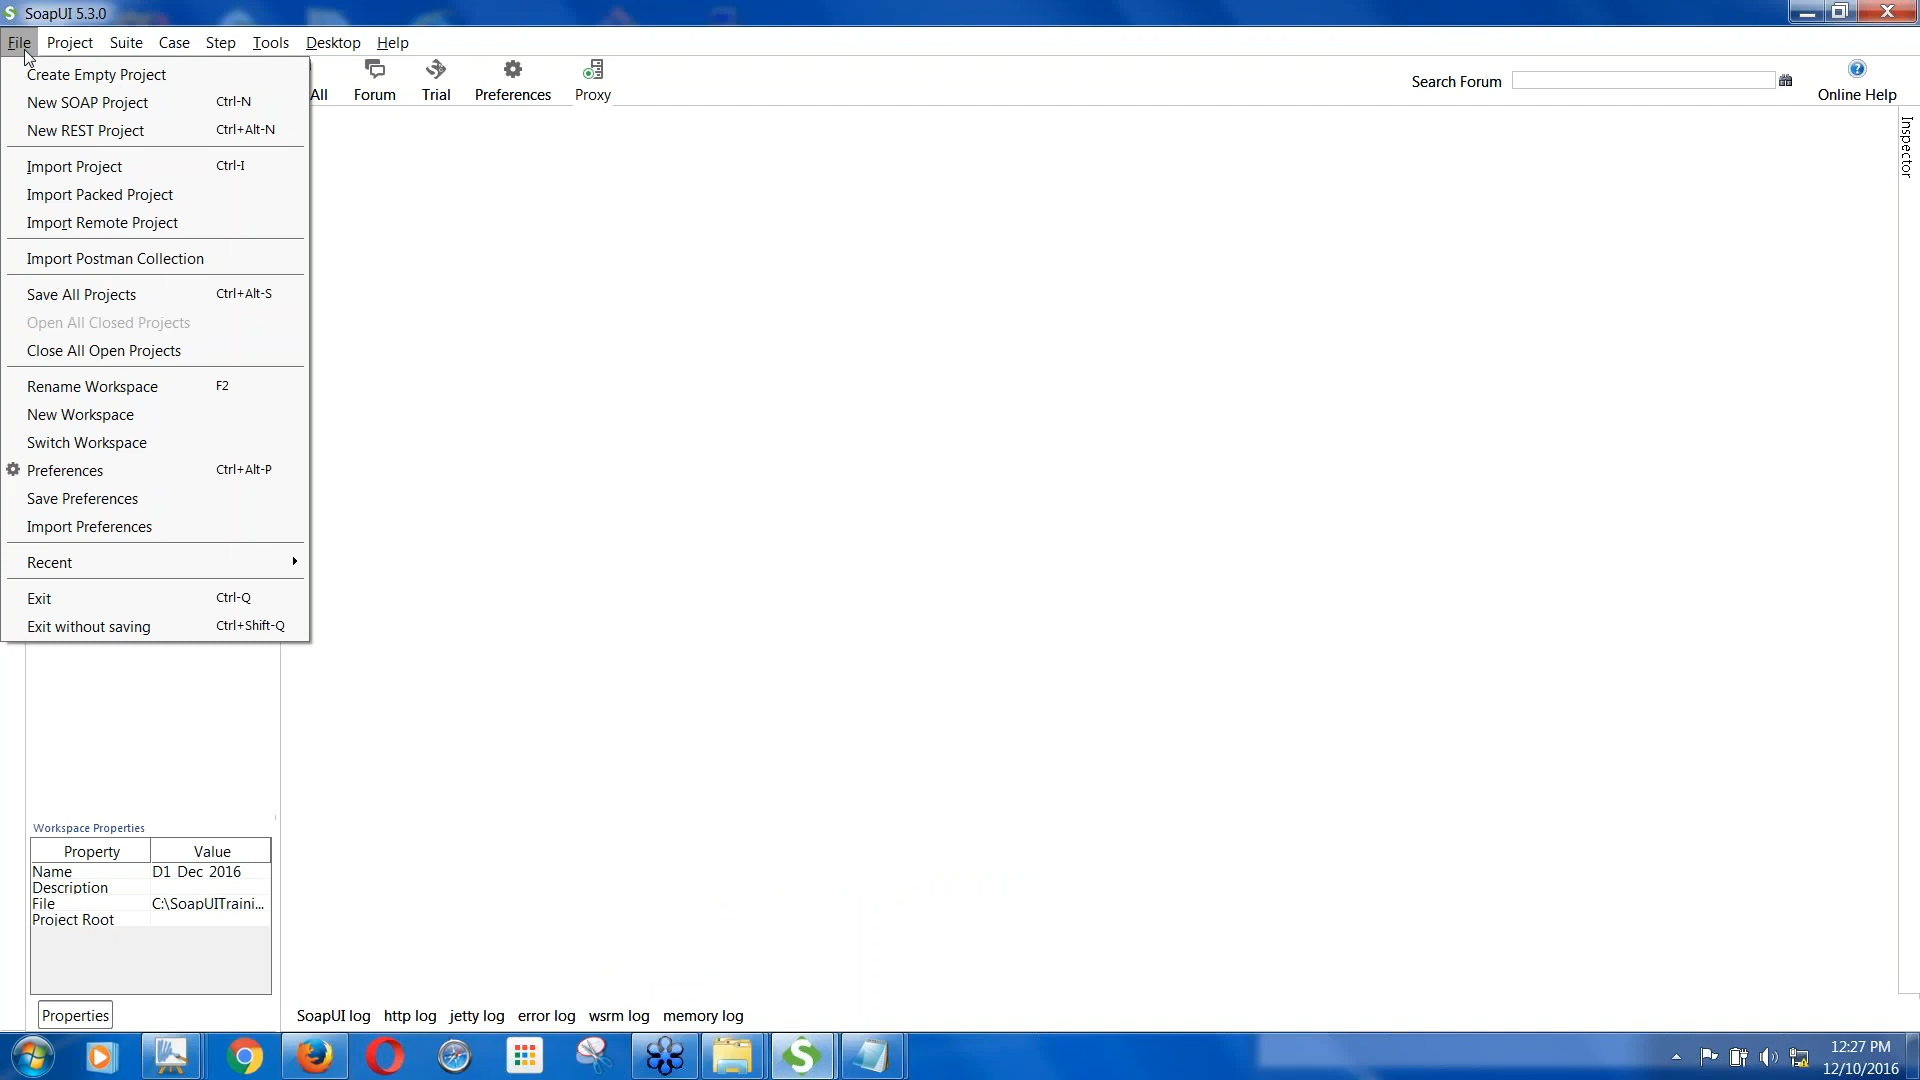 SoapUI 5.3.0
File Project Suite Case Step Tools Desktop Help
All Forum Trial Preferences Proxy
Search Forum
Online Help
Create Empty Project
New SOAP Project Ctrl-N
New REST Project Ctrl+Alt-N
Import Project Ctrl-I
Import Packed Project
Import Remote Project
Import Postman Collection
Save All Projects Ctrl+Alt-S
Open All Closed Projects
Close All Open Projects
Rename Workspace F2
New Workspace
Switch Workspace
Preferences Ctrl+Alt-P
Save Preferences
Import Preferences
Recent
Exit Ctrl-Q
Exit without saving Ctrl+Shift-Q
Inspector
Workspace Properties
Property Value
Name D1 Dec 2016
Description
File C:\SoapUITraini...
Project Root
Properties
SoapUI log http log jetty log error log wsrm log memory log
12:27 PM
12/10/2016